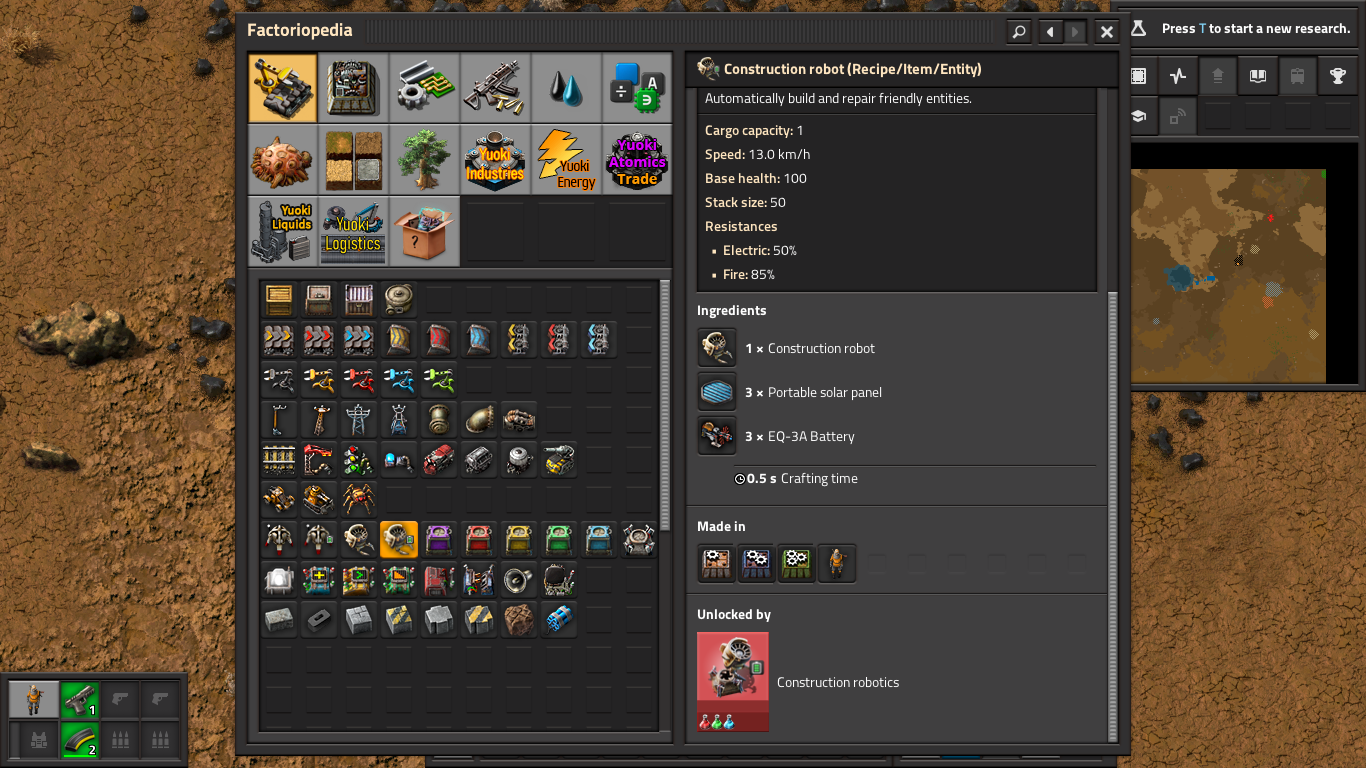 Factoriopedia
Press T to start a new research.
Construction robot (Recipe/Item/Entity)
Automatically build and repair friendly entities.
Cargo capacity: 1
Speed: 13.0 km/h
Base health: 100
Stack size: 50
Resistances
▪ Electric: 50%
▪ Fire: 85%
Ingredients
1 × Construction robot
3 × Portable solar panel
3 × EQ-3A Battery
0.5 s Crafting time
Made in
Unlocked by
Construction robotics
A
÷
Yuoki
Industries
Yuoki
Energy
Yuoki
Atomics
Trade
Yuoki
Liquids
Yuoki
Logistics
?
1
2